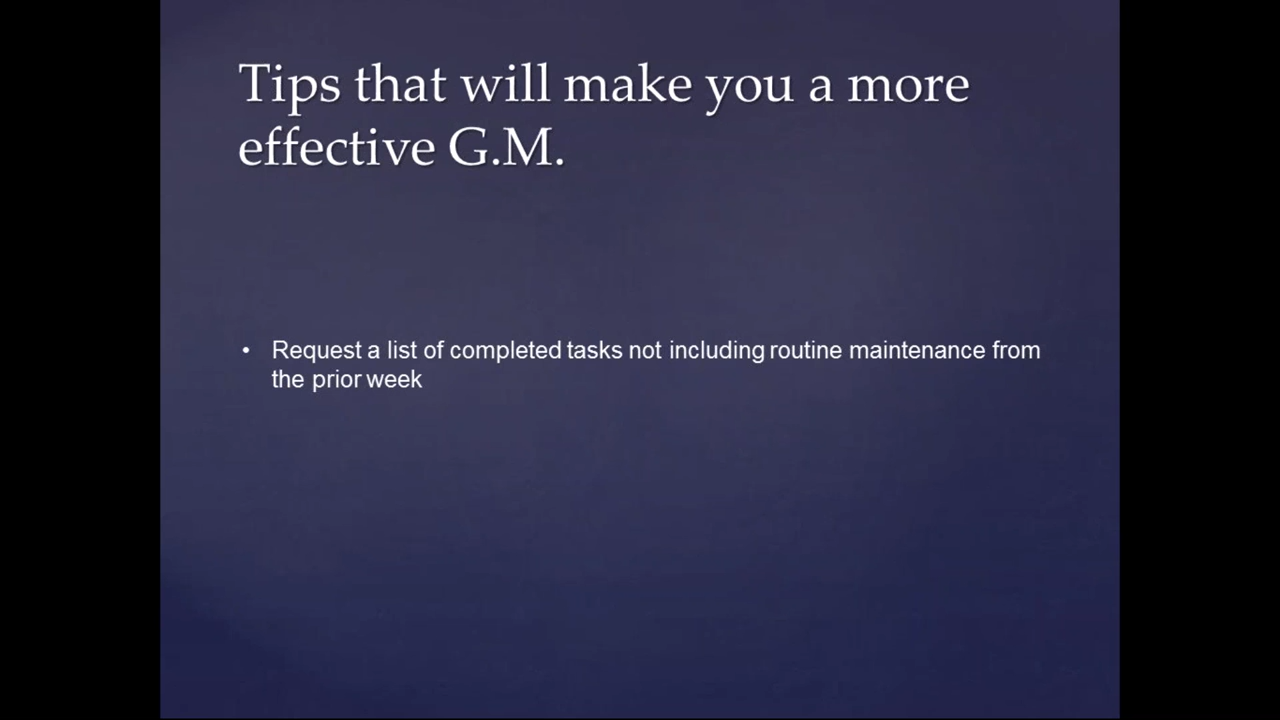 Tips that will make you a more
effective G.M.
• Request a list of completed tasks not including routine maintenance from
the prior week